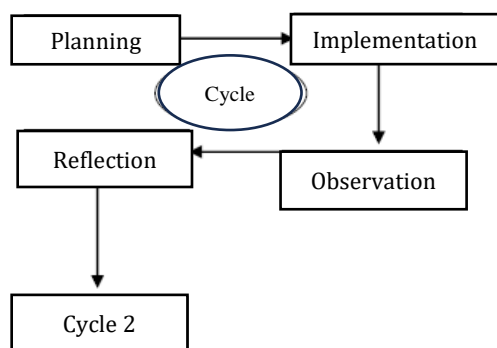 Planning
Implementation
Cycle
Reflection
Observation
Cycle 2